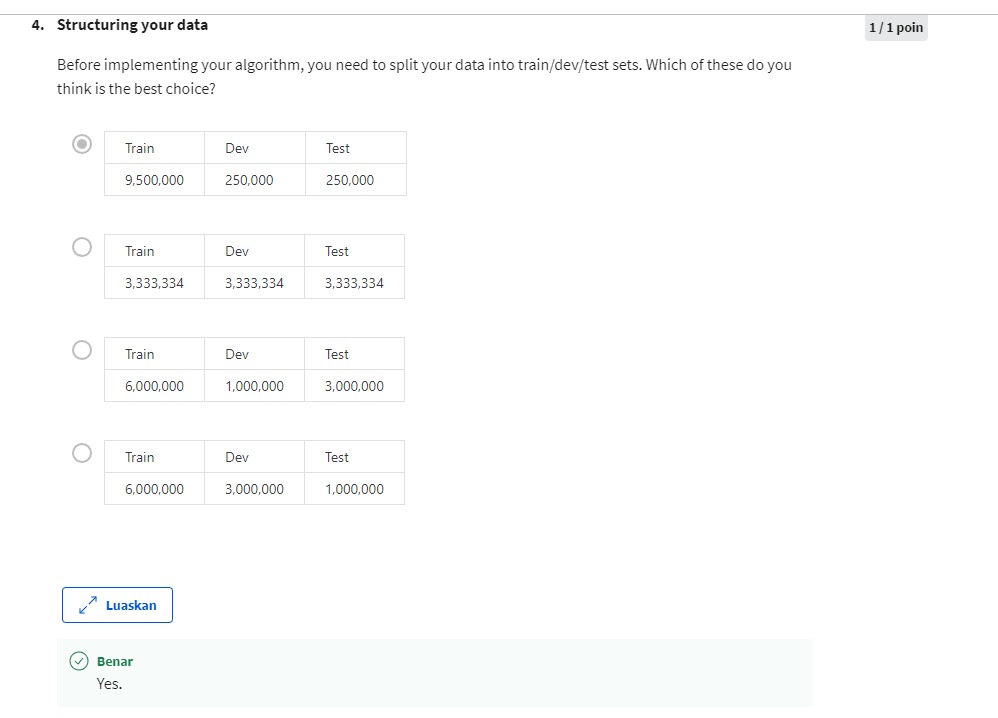 4. Structuring your data
1 / 1 poin
Before implementing your algorithm, you need to split your data into train/dev/test sets. Which of these do you
think is the best choice?
Train Dev Test
9,500,000 250,000 250,000
Train Dev Test
3,333,334 3,333,334 3,333,334
Train Dev Test
6,000,000 1,000,000 3,000,000
Train Dev Test
6,000,000 3,000,000 1,000,000
Luaskan
Benar
Yes.